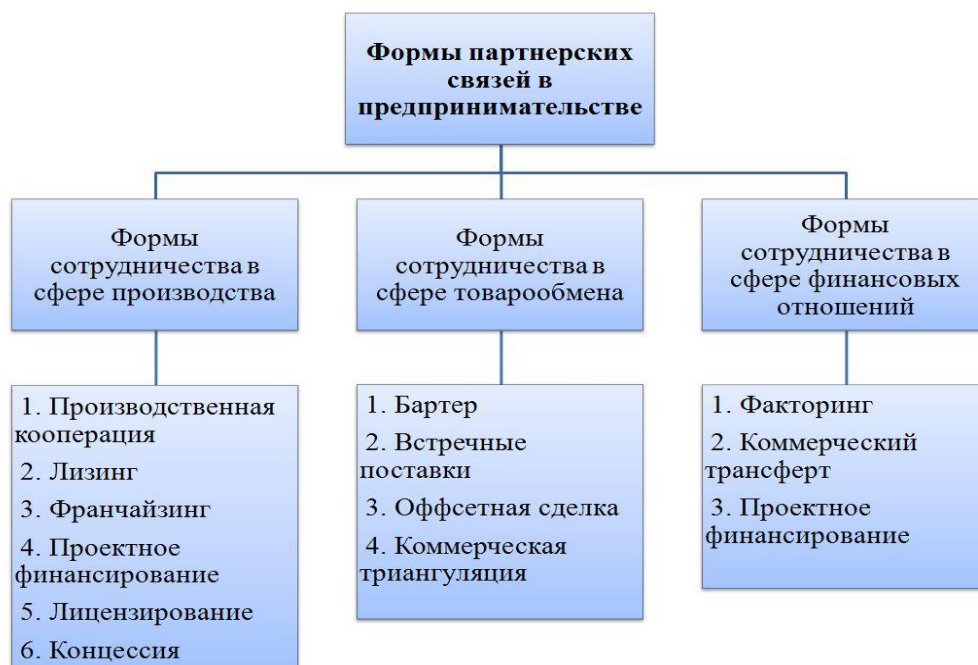 Формы партнерских
связей в
предпринимательстве
Формы
сотрудничества в
сфере производства
Формы
сотрудничества в
сфере товарообмена
Формы
сотрудничества в
сфере финансовых
отношений
1. Производственная
кооперация
2. Лизинг
3. Франчайзинг
4. Проектное
финансирование
5. Лицензирование
6. Концессия
1. Бартер
2. Встречные
поставки
3. Оффсетная сделка
4. Коммерческая
триангуляция
1. Факторинг
2. Коммерческий
трансферт
3. Проектное
финансирование